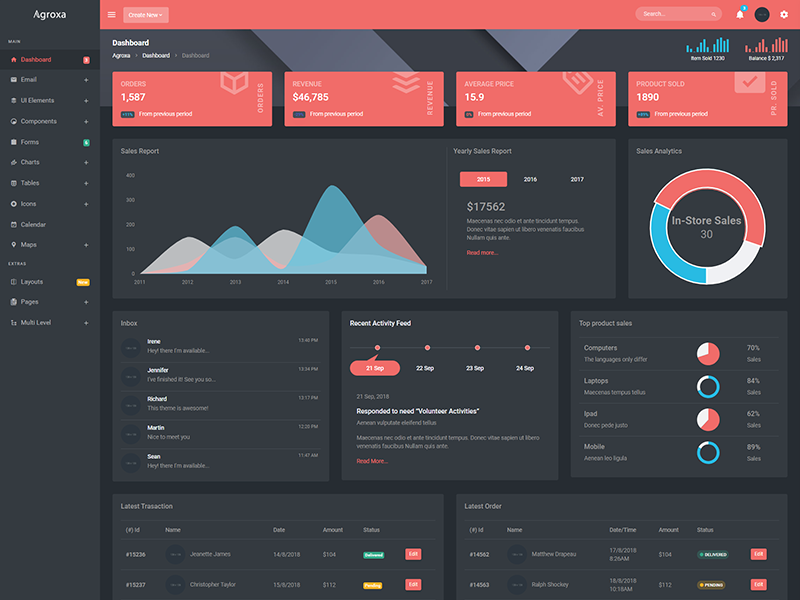 Agroxa
Create New
Search...
MAIN
Dashboard
Email
UI Elements
Components
Forms
Charts
Tables
Icons
Calendar
Maps
EXTRAS
Layouts
New
Pages
Multi Level
Dashboard
Agroxa > Dashboard > Dashboard
Item Sold 1230
Balance $ 2,317
ORDERS
1,587
+11% From previous period
ORDERS
REVENUE
$46,785
From previous period
REVENUE
AVERAGE PRICE
15.9
0% From previous period
AV. PRICE
PRODUCT SOLD
1890
From previous period
PR. SOLD
Sales Report
400
300
200
100
0
2011 2012 2013 2014 2015 2016 2017
Yearly Sales Report
2015 2016 2017
$17562
Maecenas nec odio et ante tincidunt tempus.
Donec vitae sapien ut libero venenatis faucibus
Nullam quis ante.
Read more...
Sales Analytics
In-Store Sales
30
Inbox
Irene 13:40 PM
Hey! there I'm available...
Jennifer 13:34 PM
I've finished it! See you so...
Richard 13:17 PM
This theme is awesome!
Martin 12:20 PM
Nice to meet you
Sean 11:47 AM
Hey! there I'm available...
Recent Activity Feed
21 Sep 22 Sep 23 Sep 24 Sep
21 Sep, 2018
Responded to need "Volunteer Activities"
Aenean vulputate eleifend tellus
Maecenas nec odio et ante tincidunt tempus. Donec vitae sapien ut libero
venenatis faucibus Nullam quis ante.
Read More...
Top product sales
Computers 70%
The languages only differ Sales
Laptops 84%
Maecenas tempus tellus Sales
Ipad 62%
Donec pede justo Sales
Mobile 89%
Aenean leo ligula Sales
Latest Trasaction
(#) Id Name Date Amount Status
#15236 Jeanette James 14/8/2018 $104 Delivered Edit
#15237 Christopher Taylor 15/8/2018 $112 Pending Edit
Latest Order
(#) Id Name Date/Time Amount Status
#14562 Matthew Drapeau 17/8/2018 8:26AM $104 DELIVERED Edit
#14563 Ralph Shockey 18/8/2018 10:18AM $112 PENDING Edit